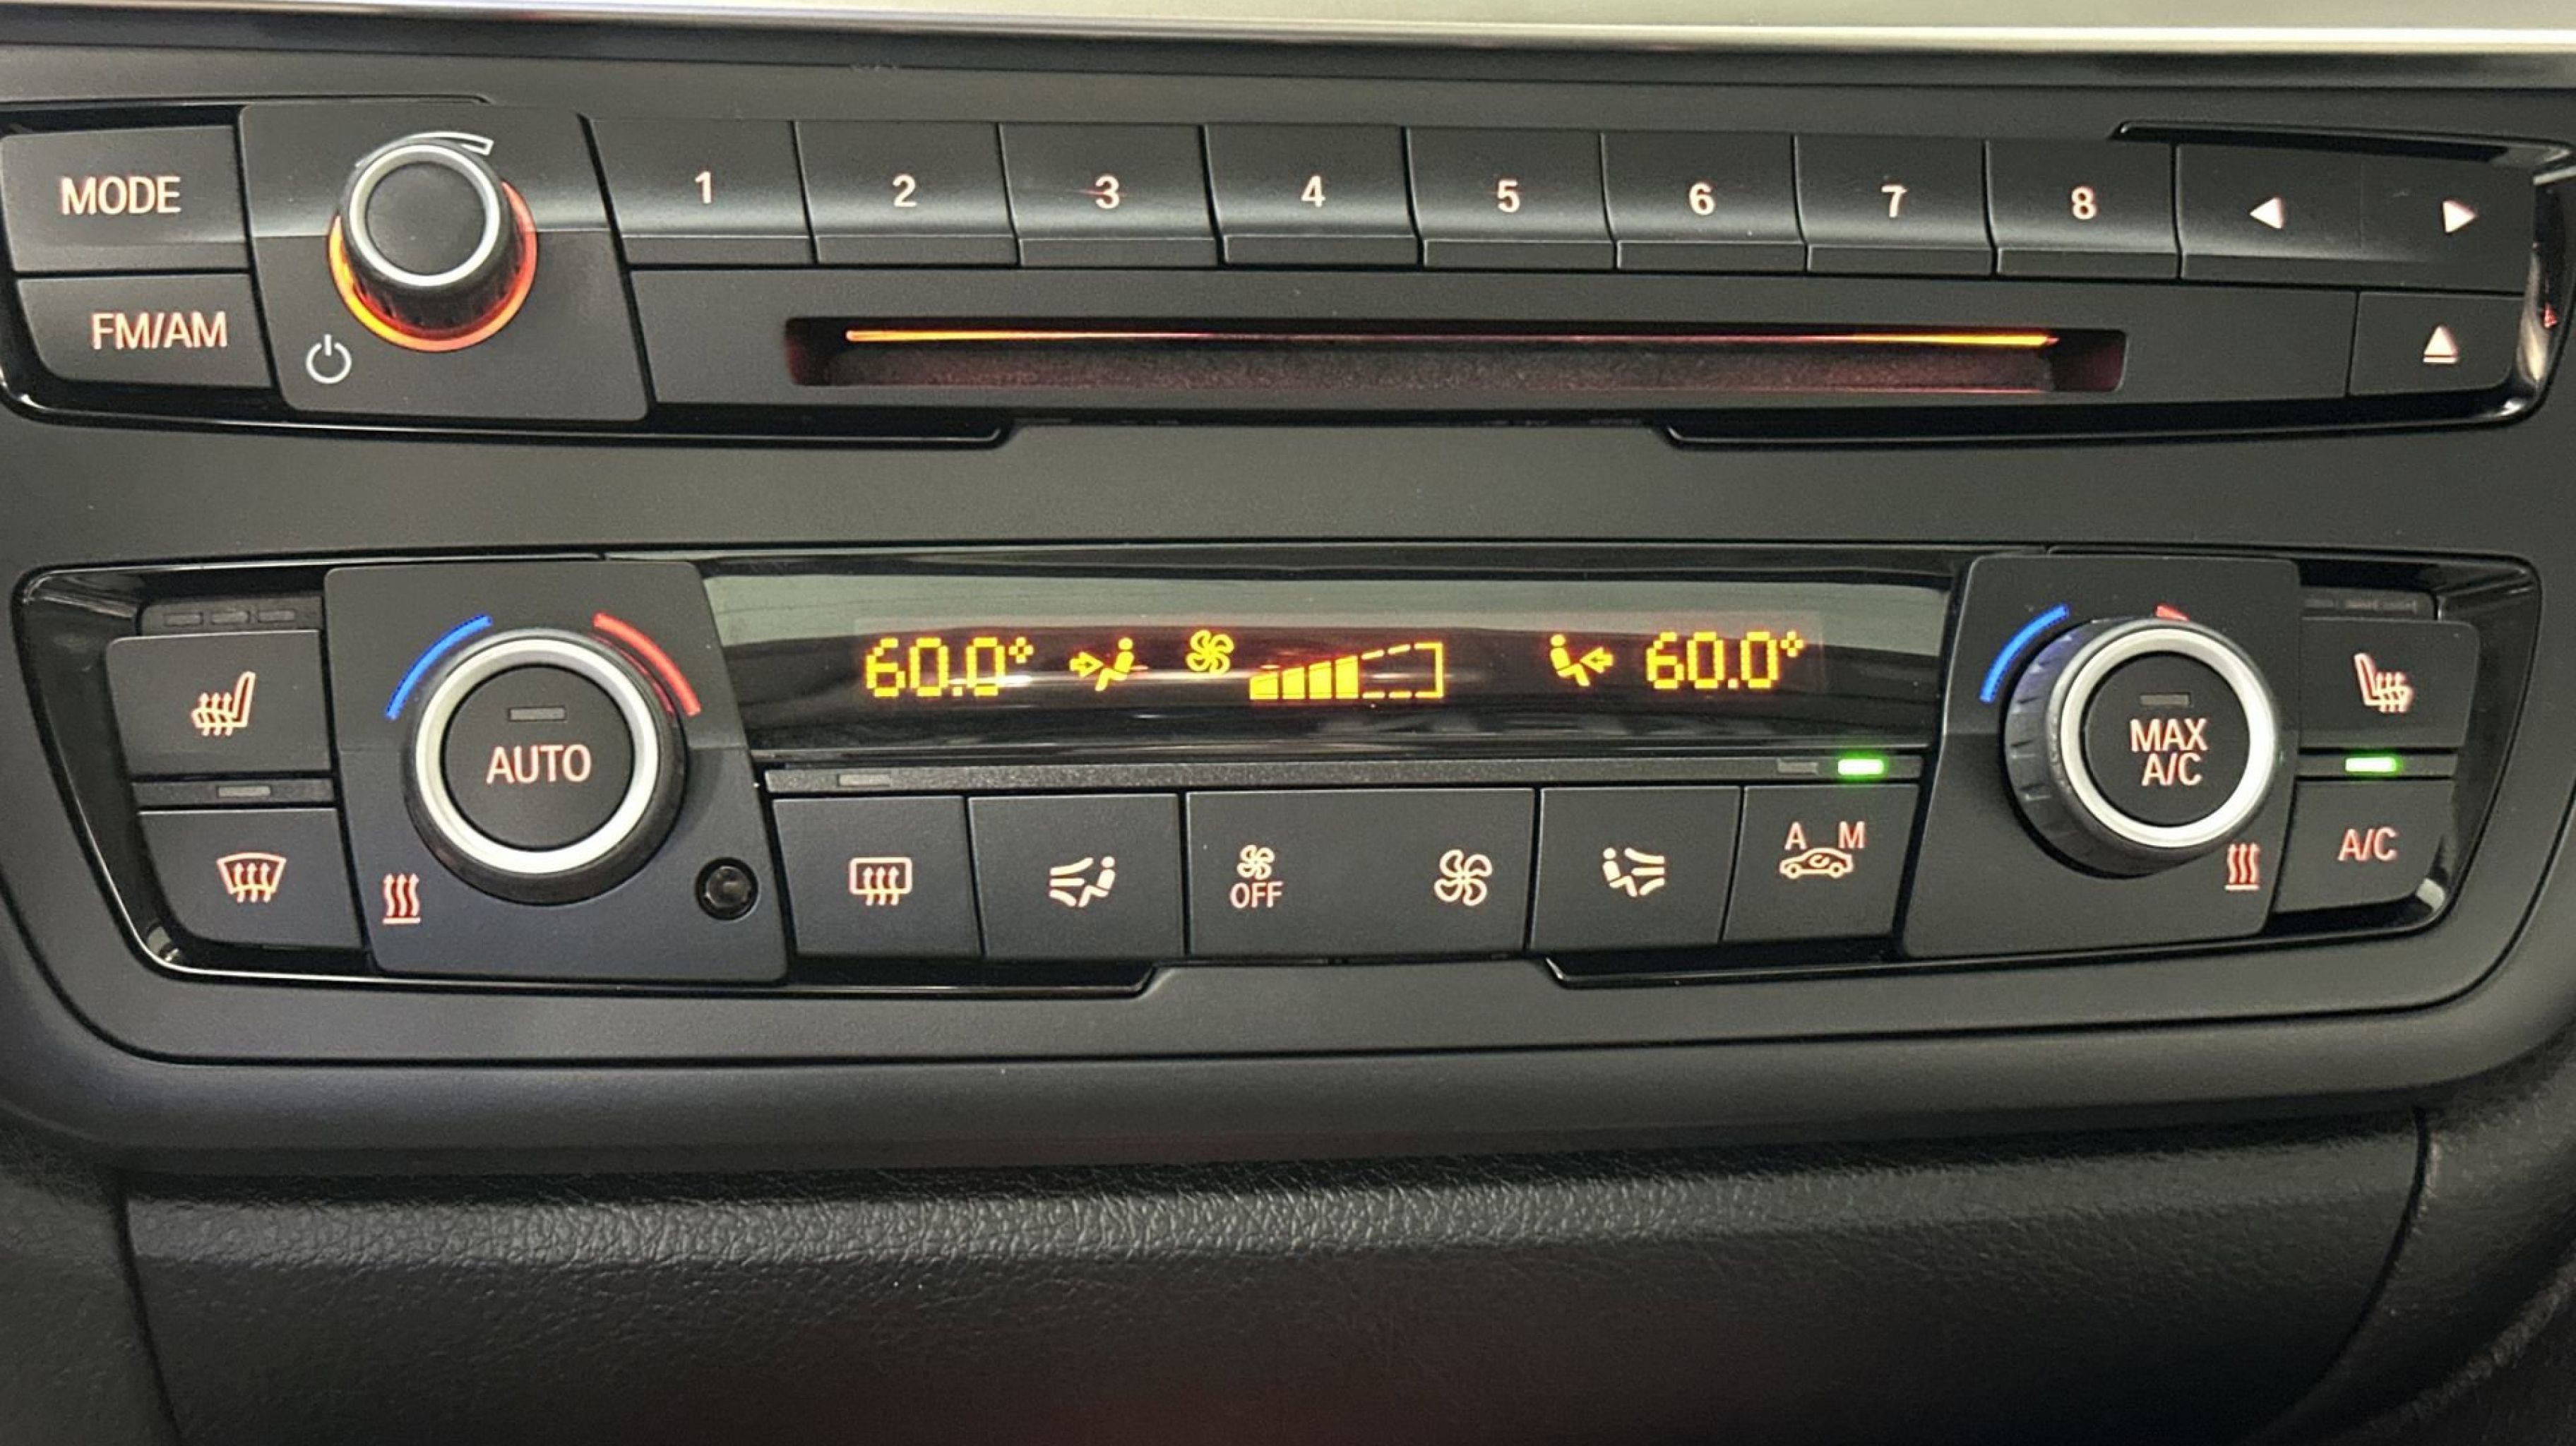 MODE
1 2 3 4 5 6 7 8
FM/AM
60.0° 60.0°
AUTO
MAX
A/C
OFF
A M
A/C